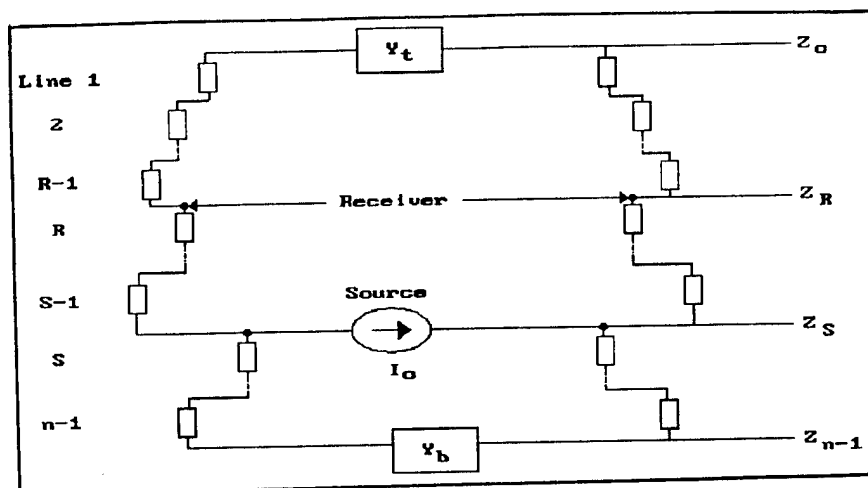 Y_t
Z_o
Line 1
2
R-1
Receiver
Z_R
R
S-1
Source
Z_S
S
I_o
n-1
Y_b
Z_n-1